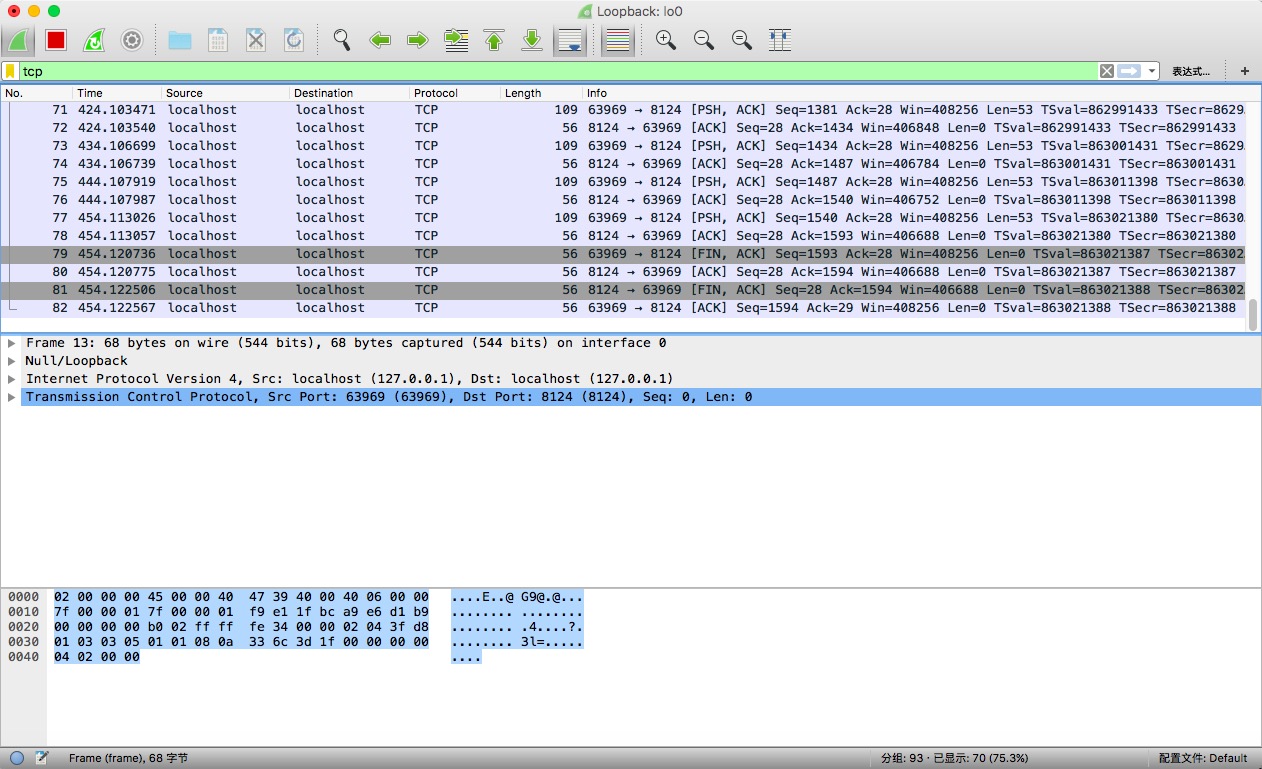 Loopback: lo0
tcp
表达式…
+
No. Time Source Destination Protocol Length Info
71 424.103471 localhost localhost TCP 109 63969 → 8124 [PSH, ACK] Seq=1381 Ack=28 Win=408256 Len=53 TSval=862991433 TSecr=8629…
72 424.103540 localhost localhost TCP 56 8124 → 63969 [ACK] Seq=28 Ack=1434 Win=406848 Len=0 TSval=862991433 TSecr=862991433
73 434.106699 localhost localhost TCP 109 63969 → 8124 [PSH, ACK] Seq=1434 Ack=28 Win=408256 Len=53 TSval=863001431 TSecr=8629…
74 434.106739 localhost localhost TCP 56 8124 → 63969 [ACK] Seq=28 Ack=1487 Win=406784 Len=0 TSval=863001431 TSecr=863001431
75 444.107919 localhost localhost TCP 109 63969 → 8124 [PSH, ACK] Seq=1487 Ack=28 Win=408256 Len=53 TSval=863011398 TSecr=8630…
76 444.107987 localhost localhost TCP 56 8124 → 63969 [ACK] Seq=28 Ack=1540 Win=406752 Len=0 TSval=863011398 TSecr=863011398
77 454.113026 localhost localhost TCP 109 63969 → 8124 [PSH, ACK] Seq=1540 Ack=28 Win=408256 Len=53 TSval=863021380 TSecr=8630…
78 454.113057 localhost localhost TCP 56 8124 → 63969 [ACK] Seq=28 Ack=1593 Win=406688 Len=0 TSval=863021380 TSecr=863021380
79 454.120736 localhost localhost TCP 56 63969 → 8124 [FIN, ACK] Seq=1593 Ack=28 Win=408256 Len=0 TSval=863021387 TSecr=86302…
80 454.120775 localhost localhost TCP 56 8124 → 63969 [ACK] Seq=28 Ack=1594 Win=406688 Len=0 TSval=863021387 TSecr=863021387
81 454.122506 localhost localhost TCP 56 8124 → 63969 [FIN, ACK] Seq=28 Ack=1594 Win=406688 Len=0 TSval=863021388 TSecr=86302…
82 454.122567 localhost localhost TCP 56 63969 → 8124 [ACK] Seq=1594 Ack=29 Win=408256 Len=0 TSval=863021388 TSecr=863021388
Frame 13: 68 bytes on wire (544 bits), 68 bytes captured (544 bits) on interface 0
Null/Loopback
Internet Protocol Version 4, Src: localhost (127.0.0.1), Dst: localhost (127.0.0.1)
Transmission Control Protocol, Src Port: 63969 (63969), Dst Port: 8124 (8124), Seq: 0, Len: 0
0000 02 00 00 00 45 00 00 40 47 39 40 00 40 06 00 00 ....E..@ G9@.@...
0010 7f 00 00 01 7f 00 00 01 f9 e1 1f bc a9 e6 d1 b9 ........ ........
0020 00 00 00 00 b0 02 ff ff fe 34 00 00 02 04 3f d8 ........ .4....?.
0030 01 03 03 05 01 01 08 0a 33 6c 3d 1f 00 00 00 00 ........ 3l=.....
0040 04 02 00 00 ....
Frame (frame), 68 字节
分组: 93 · 已显示: 70 (75.3%)
配置文件: Default